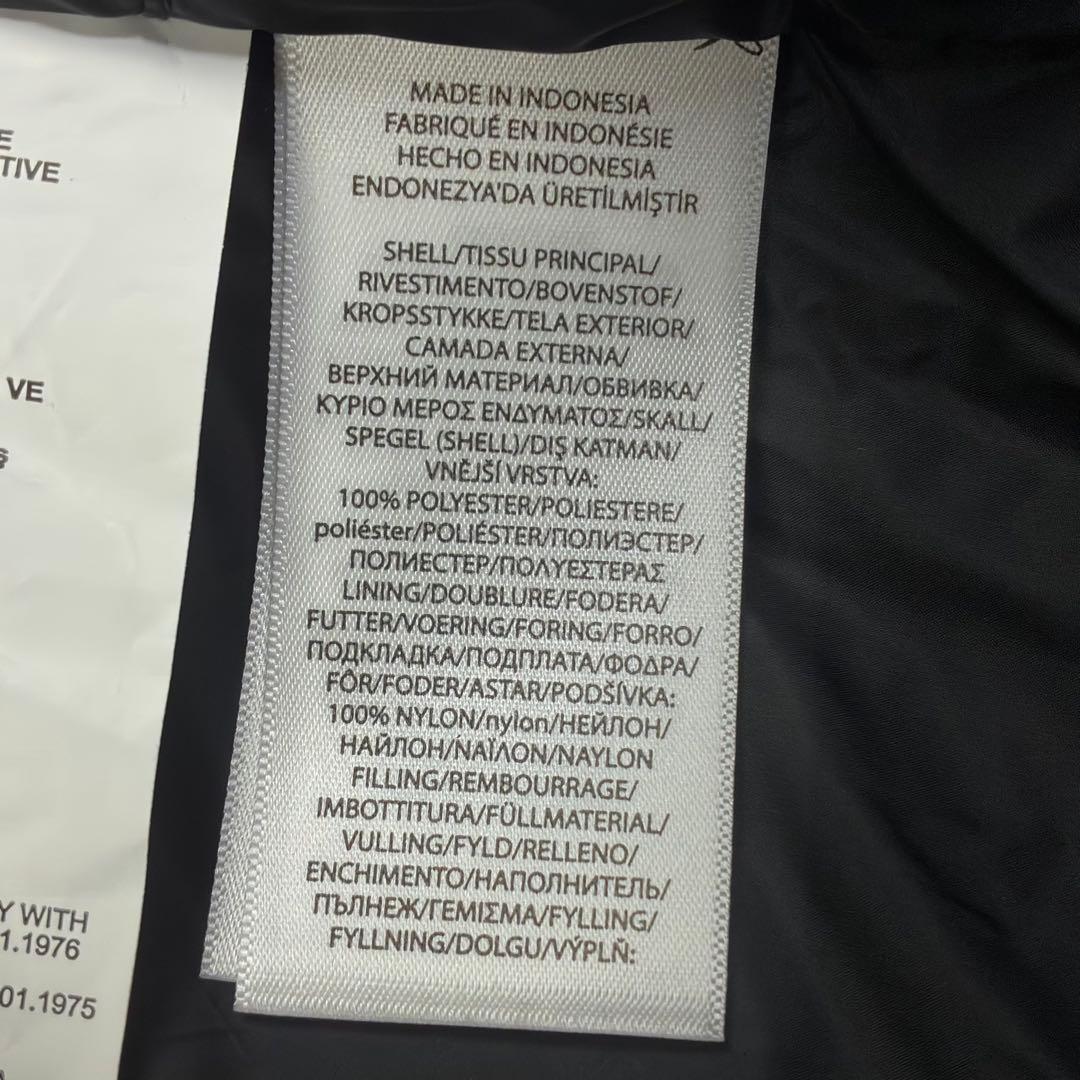 MADE IN INDONESIA
FABRIQUÉ EN INDONÉSIE
HECHO EN INDONESIA
ENDONEZYA'DA ÜRETİLMİŞTİR
SHELL/TISSU PRINCIPAL/
RIVESTIMENTO/BOVENSTOF/
KROPSSTYKKE/TELA EXTERIOR/
CAMADA EXTERNA/
ВЕРХНИЙ МАТЕРИАЛ/ОБВИВКА/
ΚΥΡΙΟ ΜΕΡΟΣ ΕΝΔΥΜΑΤΟΣ/SKALL/
SPEGEL (SHELL)/DIŞ KATMAN/
VNĚJŠÍ VRSTVA:
100% POLYESTER/POLIESTERE/
poliéster/POLIÉSTER/ПОЛИЭСТЕР/
ПОЛИЕСТЕР/ΠΟΛΥΕΣΤΕΡΑΣ
LINING/DOUBLURE/FODERA/
FUTTER/VOERING/FORING/FORRO/
ПОДКЛАДКА/ПОДПЛАТА/ΦΟΔΡΑ/
FÔR/FODER/ASTAR/PODŠÍVKA:
100% NYLON/nylon/НЕЙЛОН/
НАЙЛОН/ΝΑΪΛΟΝ/NAYLON
FILLING/REMBOURRAGE/
IMBOTTITURA/FÜLLMATERIAL/
VULLING/FYLD/RELLENO/
ENCHIMENTO/НАПОЛНИТЕЛЬ/
ПЪЛНЕЖ/ΓΕΜΙΣΜΑ/FYLLING/
FYLLNING/DOLGU/VÝPLŇ:
E
TIVE
VE
Y WITH
1.1976
01.1975